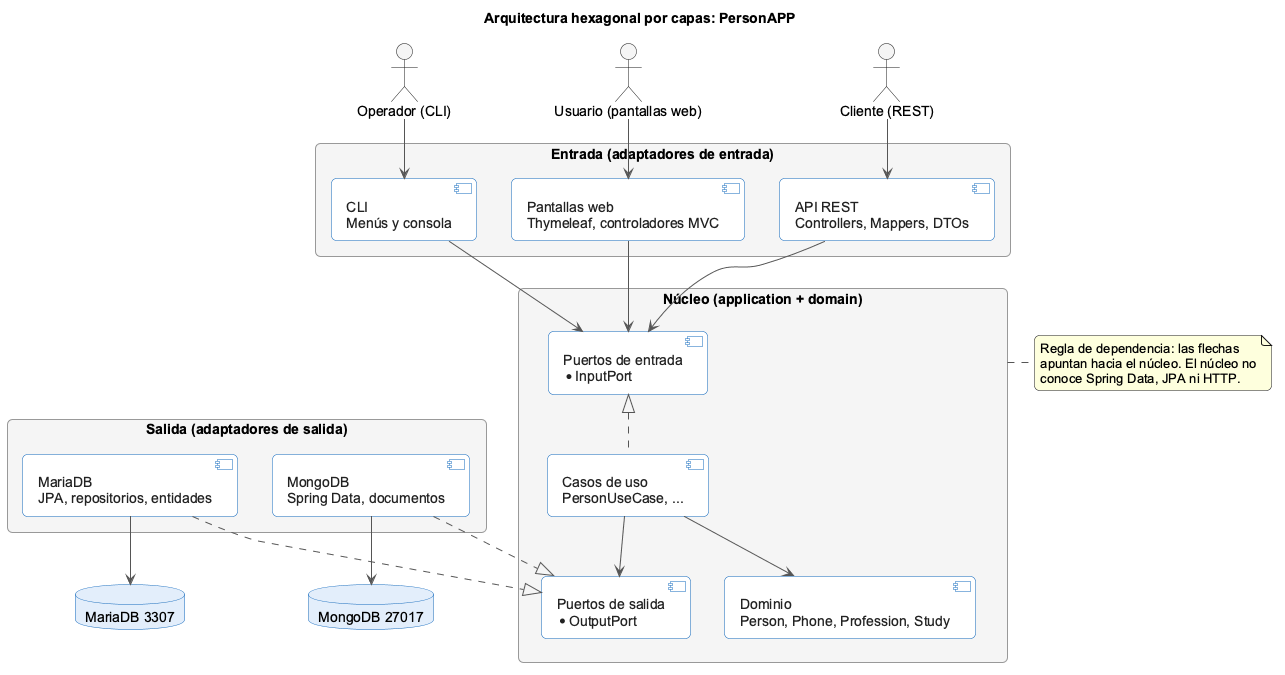 Arquitectura hexagonal por capas: PersonAPP
Operador (CLI)
Usuario (pantallas web)
Cliente (REST)
Entrada (adaptadores de entrada)
CLI
Menús y consola
Pantallas web
Thymeleaf, controladores MVC
API REST
Controllers, Mappers, DTOs
Núcleo (application + domain)
Puertos de entrada
• InputPort
Regla de dependencia: las flechas
apuntan hacia el núcleo. El núcleo no
conoce Spring Data, JPA ni HTTP.
Salida (adaptadores de salida)
MariaDB
JPA, repositorios, entidades
MongoDB
Spring Data, documentos
Casos de uso
PersonUseCase, ...
MariaDB 3307
MongoDB 27017
Puertos de salida
• OutputPort
Dominio
Person, Phone, Profession, Study